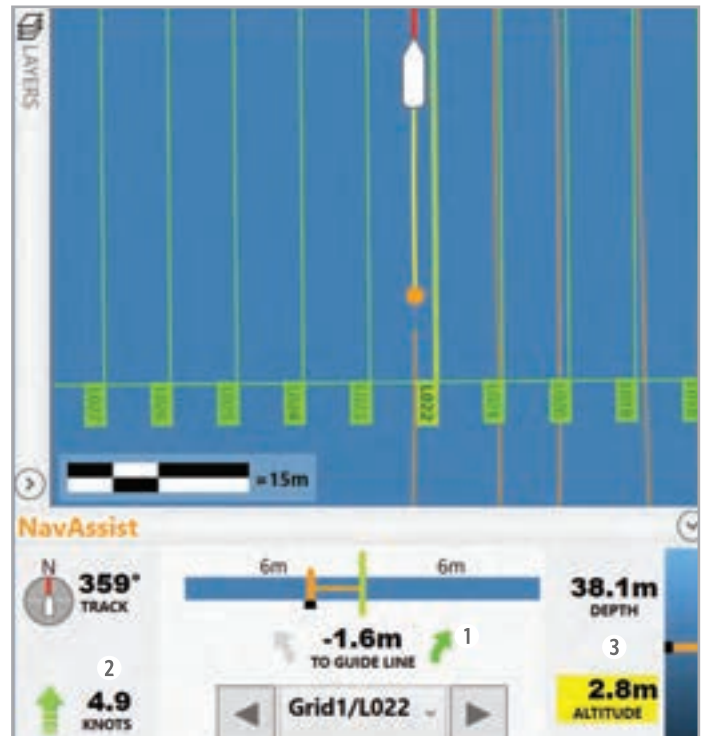 LAYERS
L022
=15m
NavAssist
N
359°
TRACK
6m
6m
-1.6m
TO GUIDE LINE
1
2
4.9
KNOTS
Grid1/L022
38.1m
DEPTH
3
2.8m
ALTITUDE